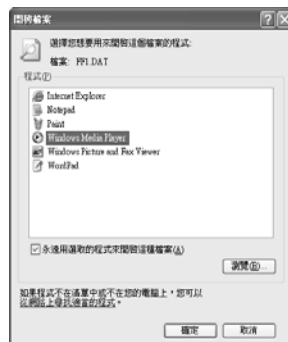 開啟檔案
選擇您想要用來開啟這個檔案的程式:
檔案: FF1.DAT
程式(P)
Internet Explorer
Notepad
Paint
Windows Media Player
Windows Picture and Fax Viewer
WordPad
永遠用選取的程式來開啟這種檔案(A)
瀏覽(B)...
如果程式不在清單中或不在您的電腦上，您可以
從網路上尋找適當的程式。
確定
取消